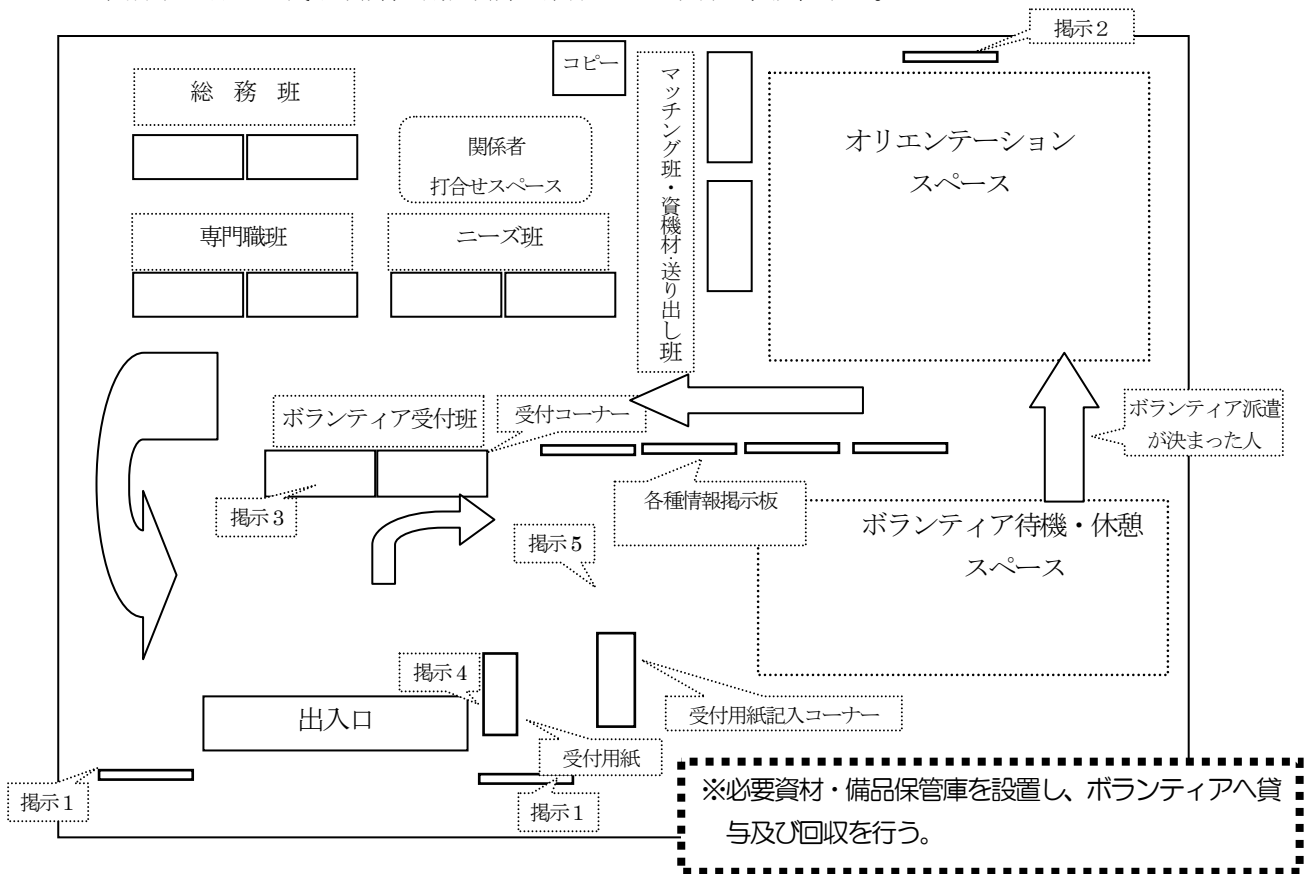 掲示２
コピー
総　務　班
関係者
打合せスペース
マッチング班・資機材・送り出し班
オリエンテーション
スペース
専門職班
ニーズ班
ボランティア受付班
受付コーナー
ボランティア派遣
が決まった人
掲示３
各種情報掲示板
掲示５
ボランティア待機・休憩
スペース
掲示４
出入口
受付用紙記入コーナー
受付用紙
掲示１
掲示１
※必要資材・備品保管庫を設置し、ボランティアへ貸
与及び回収を行う。